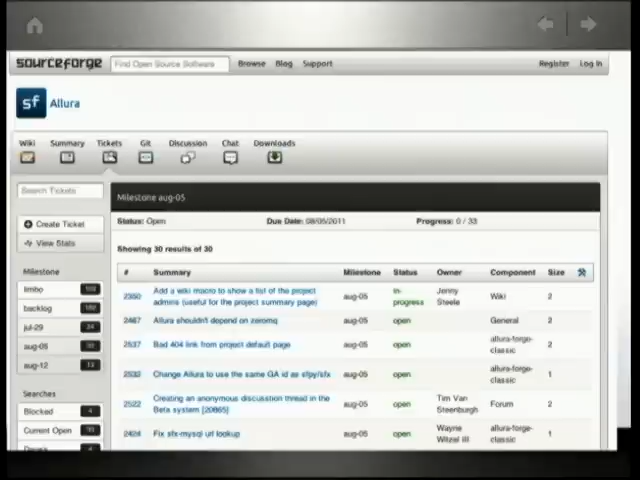 sourceforge Find Open Source Software Browse Blog Support Register Log In
sf Allura
Wiki Summary Tickets Git Discussion Chat Downloads
Search Tickets
Create Ticket
View Stats
Milestone
limbo
backlog
jul-29
aug-05
aug-12
Searches
Blocked
Current Open
Milestone aug-05
Status: Open Due Date: 08/05/2011 Progress: 0 / 33
Showing 30 results of 30
# Summary Milestone Status Owner Component Size
Add a wiki macro to show a list of the project admins (useful for the project summary page) aug-05 in-progress Jenny Steele Wiki 2
2467 Allura shouldn't depend on zeromq aug-05 open General 2
2537 Bad 404 link from project default page aug-05 open allura-forge-classic 2
2532 Change Allura to use the same GA id as sfpy/sfx aug-05 open allura-forge-classic 1
2522 Creating an anonymous discussion thread in the Beta system [20865] aug-05 open Tim Van Steenburgh Forum 2
2424 Fix sfx-mysql url lookup aug-05 open Wayne Witzel III allura-forge-classic 1